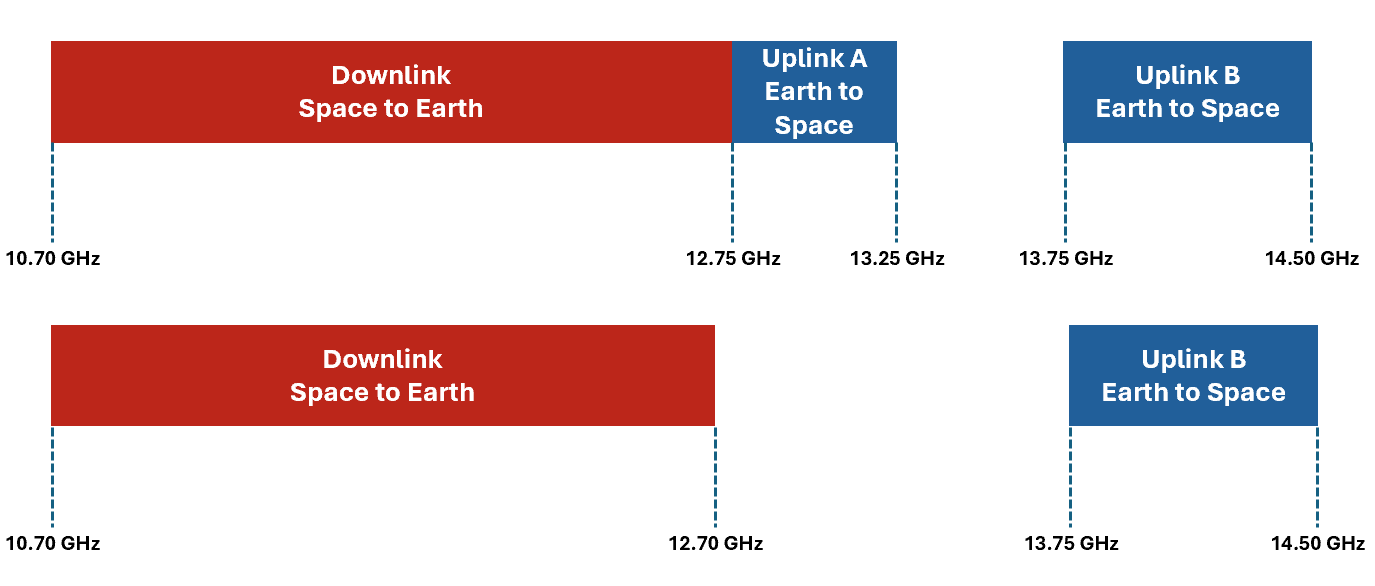 Downlink
Space to Earth
Uplink A
Earth to
Space
Uplink B
Earth to Space
10.70 GHz
12.75 GHz
13.25 GHz
13.75 GHz
14.50 GHz
Downlink
Space to Earth
Uplink B
Earth to Space
10.70 GHz
12.70 GHz
13.75 GHz
14.50 GHz